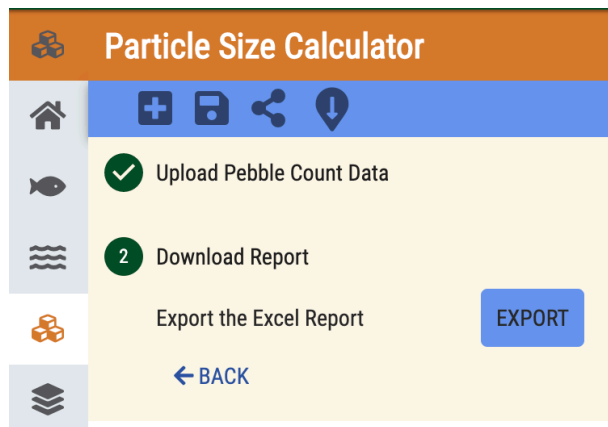 Particle Size Calculator
Upload Pebble Count Data
2 Download Report
Export the Excel Report EXPORT
BACK